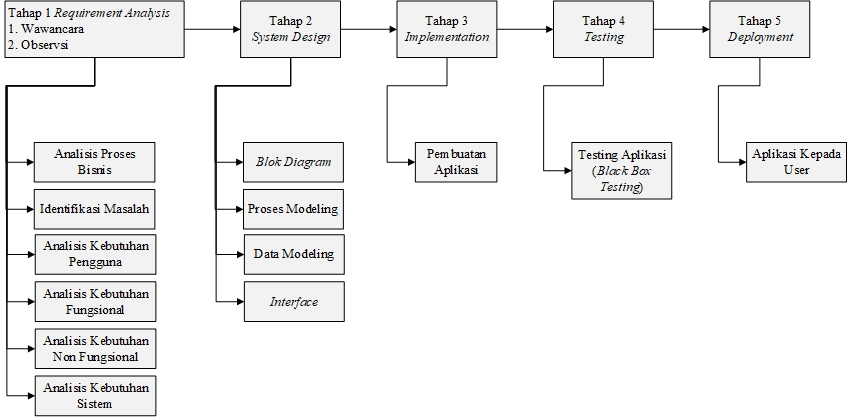 Tahap 1 Requirement Analysis
1. Wawancara
2. Observsi
Tahap 2
System Design
Tahap 3
Implementation
Tahap 4
Testing
Tahap 5
Deployment
Analisis Proses
Bisnis
Identifikasi Masalah
Analisis Kebutuhan
Pengguna
Analisis Kebutuhan
Fungsional
Analisis Kebutuhan
Non Fungsional
Analisis Kebutuhan
Sistem
Blok Diagram
Proses Modeling
Data Modeling
Interface
Pembuatan
Aplikasi
Testing Aplikasi
(Black Box
Testing)
Aplikasi Kepada
User